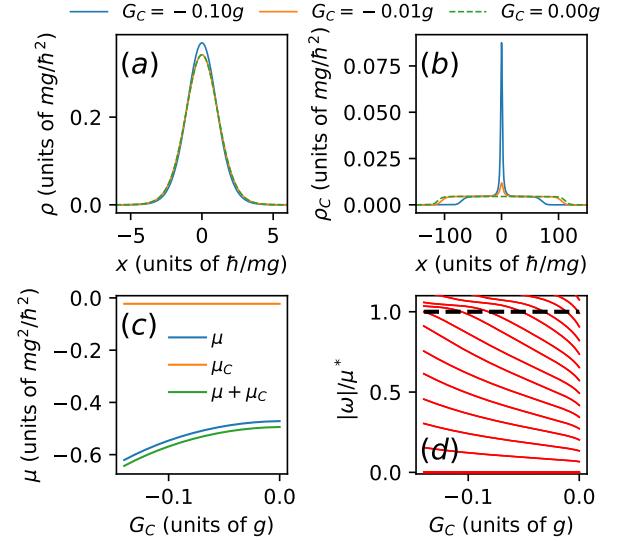 G_C = −0.10g G_C = −0.01g G_C = 0.00g
(a)
ρ (units of mg/ħ²)
0.2
0.0
−5 0 5
x (units of ħ/mg)
(b)
ρ_C (units of mg/ħ²)
0.075
0.050
0.025
0.000
−100 0 100
x (units of ħ/mg)
(c)
μ (units of mg²/ħ²)
0.0
−0.2
−0.4
−0.6
μ
μ_C
μ + μ_C
−0.1 0.0
G_C (units of g)
(d)
|ω|/μ*
1.0
0.5
0.0
−0.1 0.0
G_C (units of g)